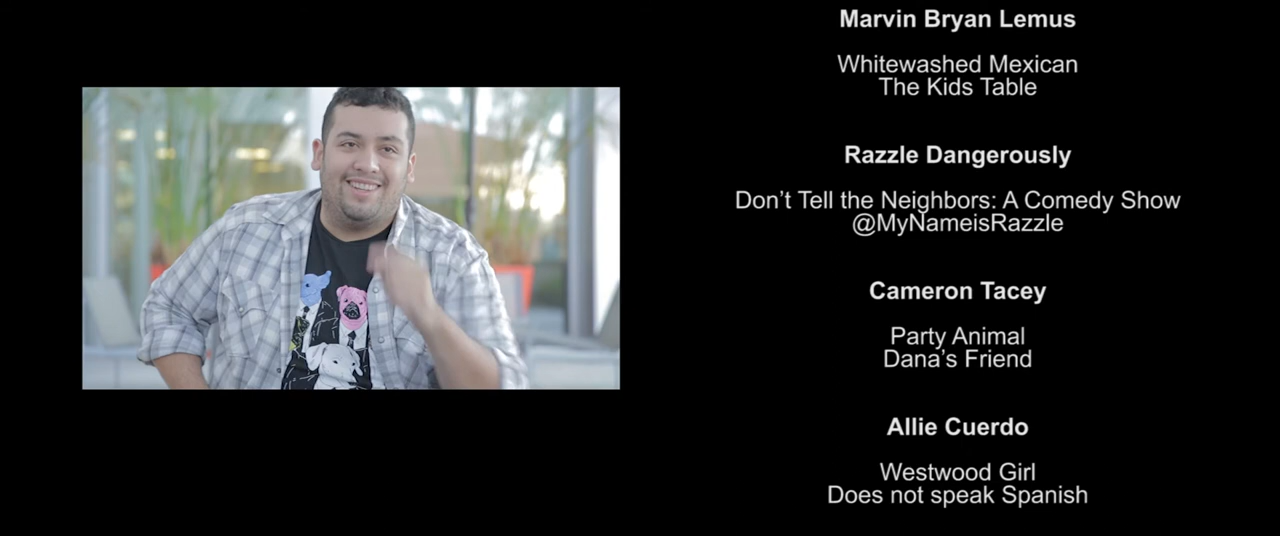 Marvin Bryan Lemus
Whitewashed Mexican
The Kids Table
Razzle Dangerously
Don’t Tell the Neighbors: A Comedy Show
@MyNameisRazzle
Cameron Tacey
Party Animal
Dana’s Friend
Allie Cuerdo
Westwood Girl
Does not speak Spanish